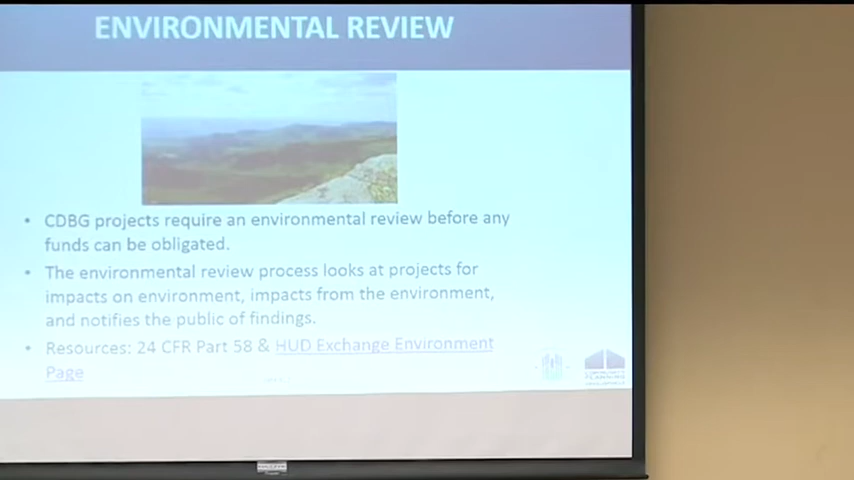 ENVIRONMENTAL REVIEW
• CDBG projects require an environmental review before any
funds can be obligated.
• The environmental review process looks at projects for
impacts on environment, impacts from the environment,
and notifies the public of findings.
• Resources: 24 CFR Part 58 & HUD Exchange Environment
Page